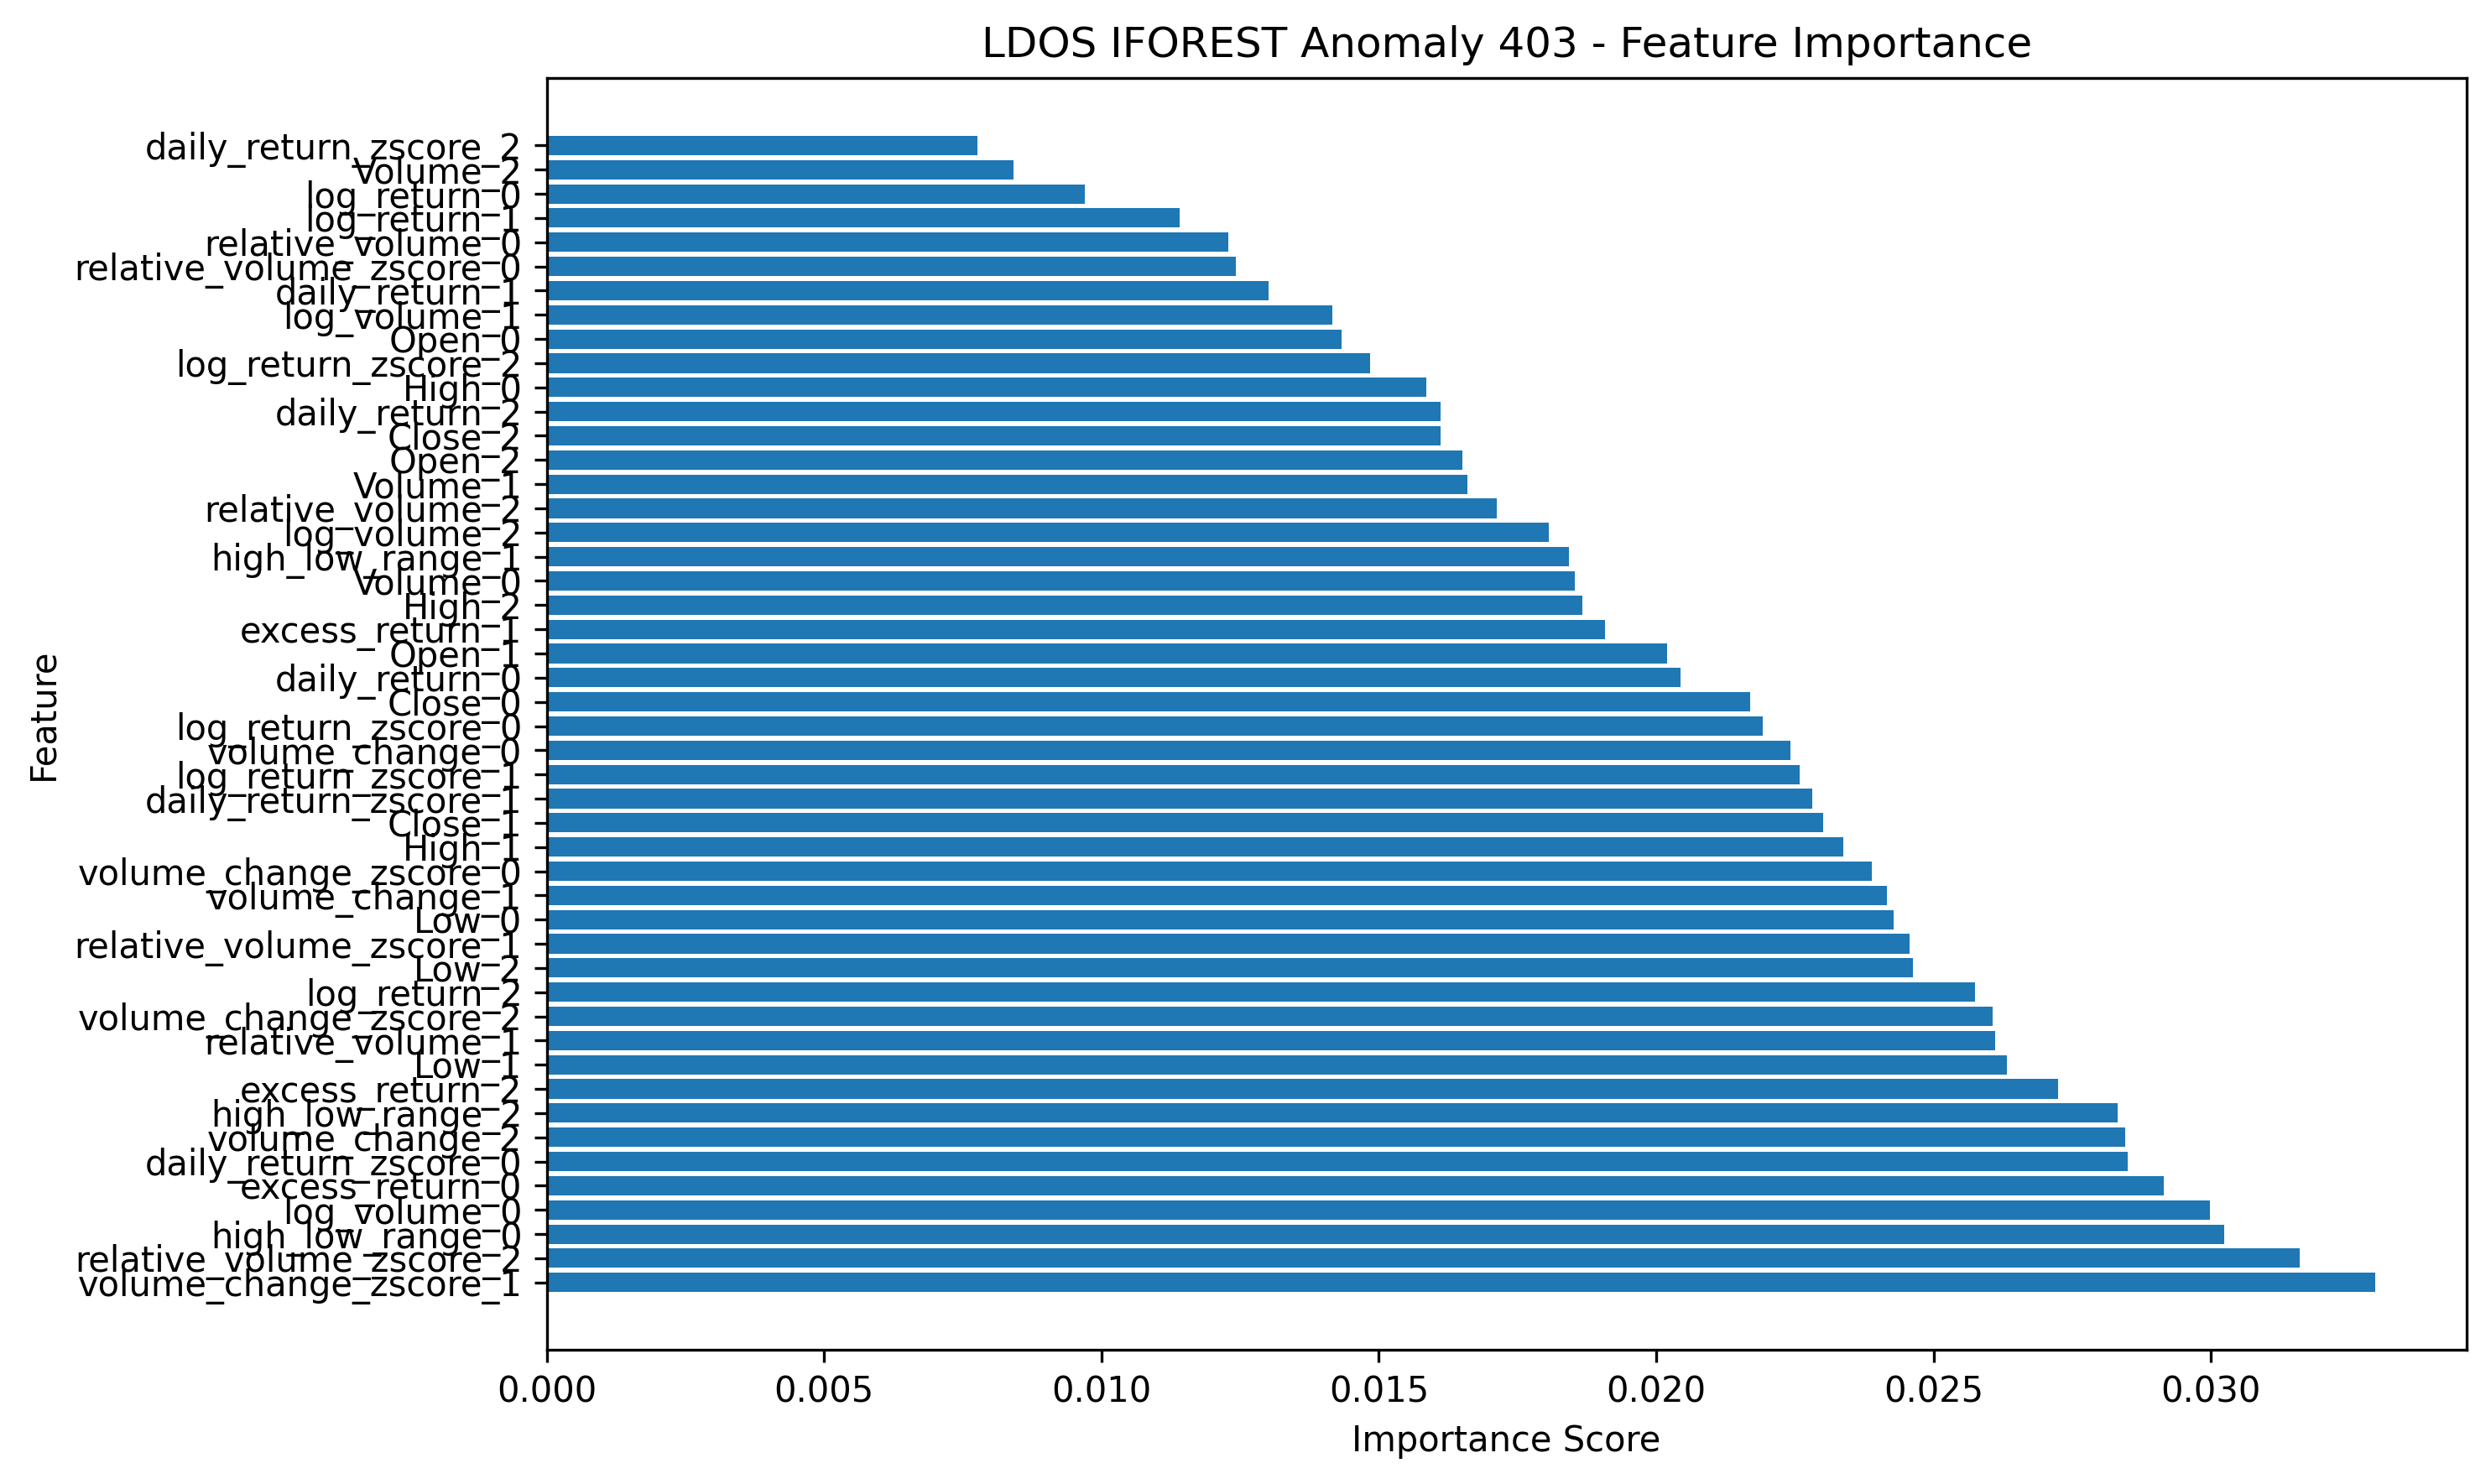 LDOS IFOREST Anomaly 403 - Feature Importance
daily_return_zscore_2
Volume_2
log_return_0
log_return_1
relative_volume_0
relative_volume_zscore_0
daily_return_1
log_volume_1
Open_0
log_return_zscore_2
High_0
daily_return_2
Close_2
Open_2
Volume_1
relative_volume_2
log_volume_2
high_low_range_1
Volume_0
High_2
excess_return_1
Open_1
daily_return_0
Close_0
log_return_zscore_0
volume_change_0
log_return_zscore_1
daily_return_zscore_1
Close_1
High_1
volume_change_zscore_0
volume_change_1
Low_0
relative_volume_zscore_1
Low_2
log_return_2
volume_change_zscore_2
relative_volume_1
Low_1
excess_return_2
high_low_range_2
volume_change_2
daily_return_zscore_0
excess_return_0
log_volume_0
high_low_range_0
relative_volume_zscore_2
volume_change_zscore_1
Feature
0.000 0.005 0.010 0.015 0.020 0.025 0.030
Importance Score